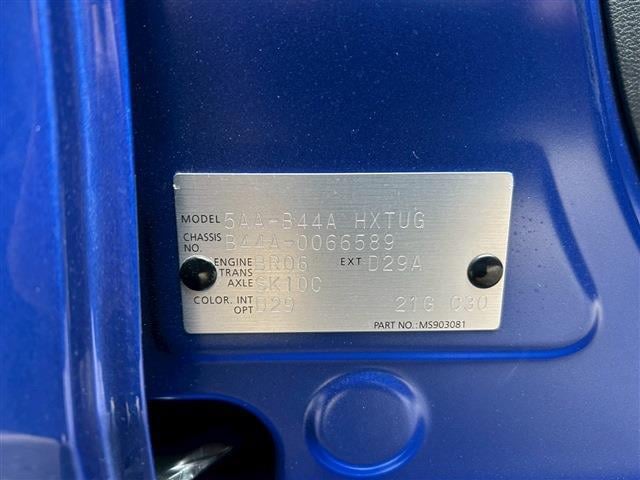 MODEL 5AA-B44A HXTUG
CHASSIS NO. B44A-0066589
ENGINE BR06 EXT D29A
TRANS AXLE SK10C
COLOR. INT D29 21G C30
OPT
PART NO.: MS903081